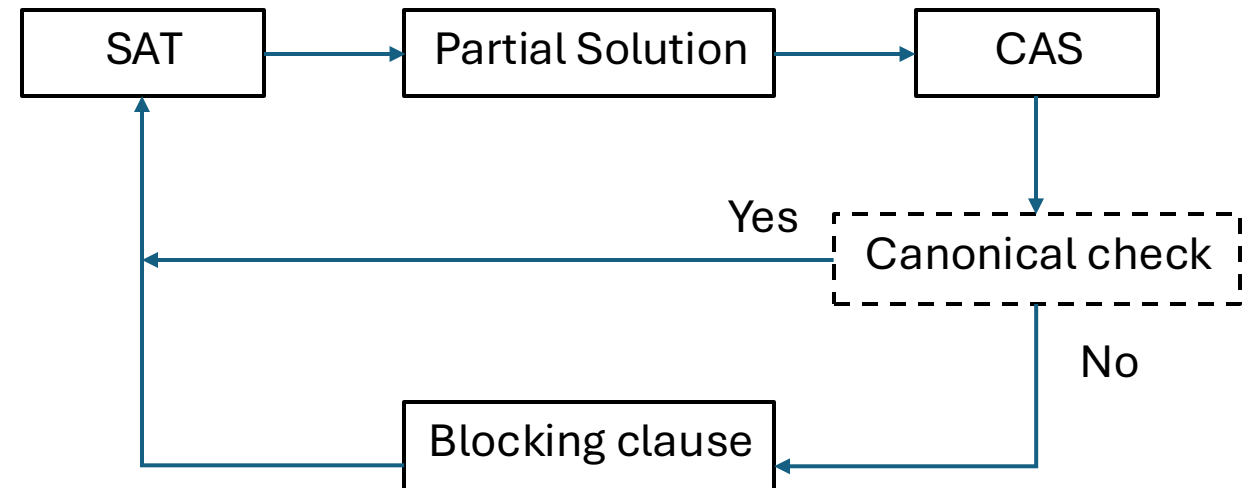 SAT
Partial Solution
CAS
Yes
Canonical check
No
Blocking clause